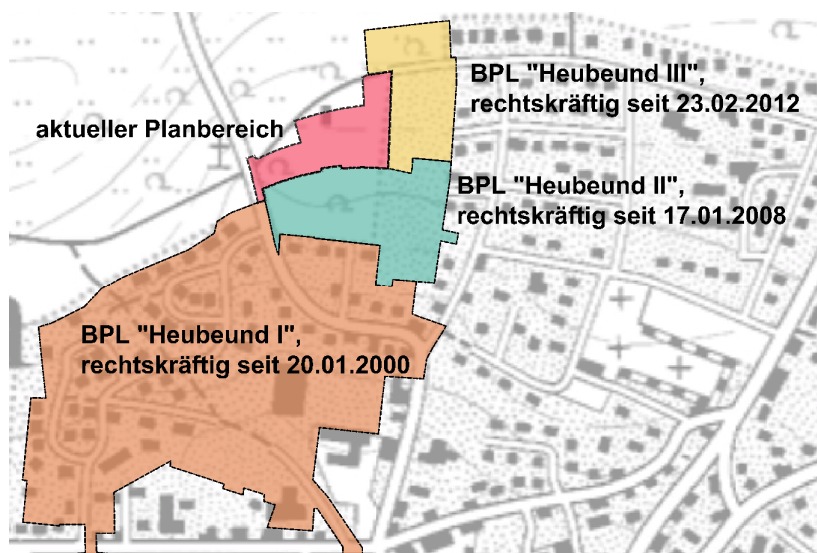 BPL "Heubeund III",
rechtskräftig seit 23.02.2012
aktueller Planbereich
BPL "Heubeund II",
rechtskräftig seit 17.01.2008
BPL "Heubeund I",
rechtskräftig seit 20.01.2000